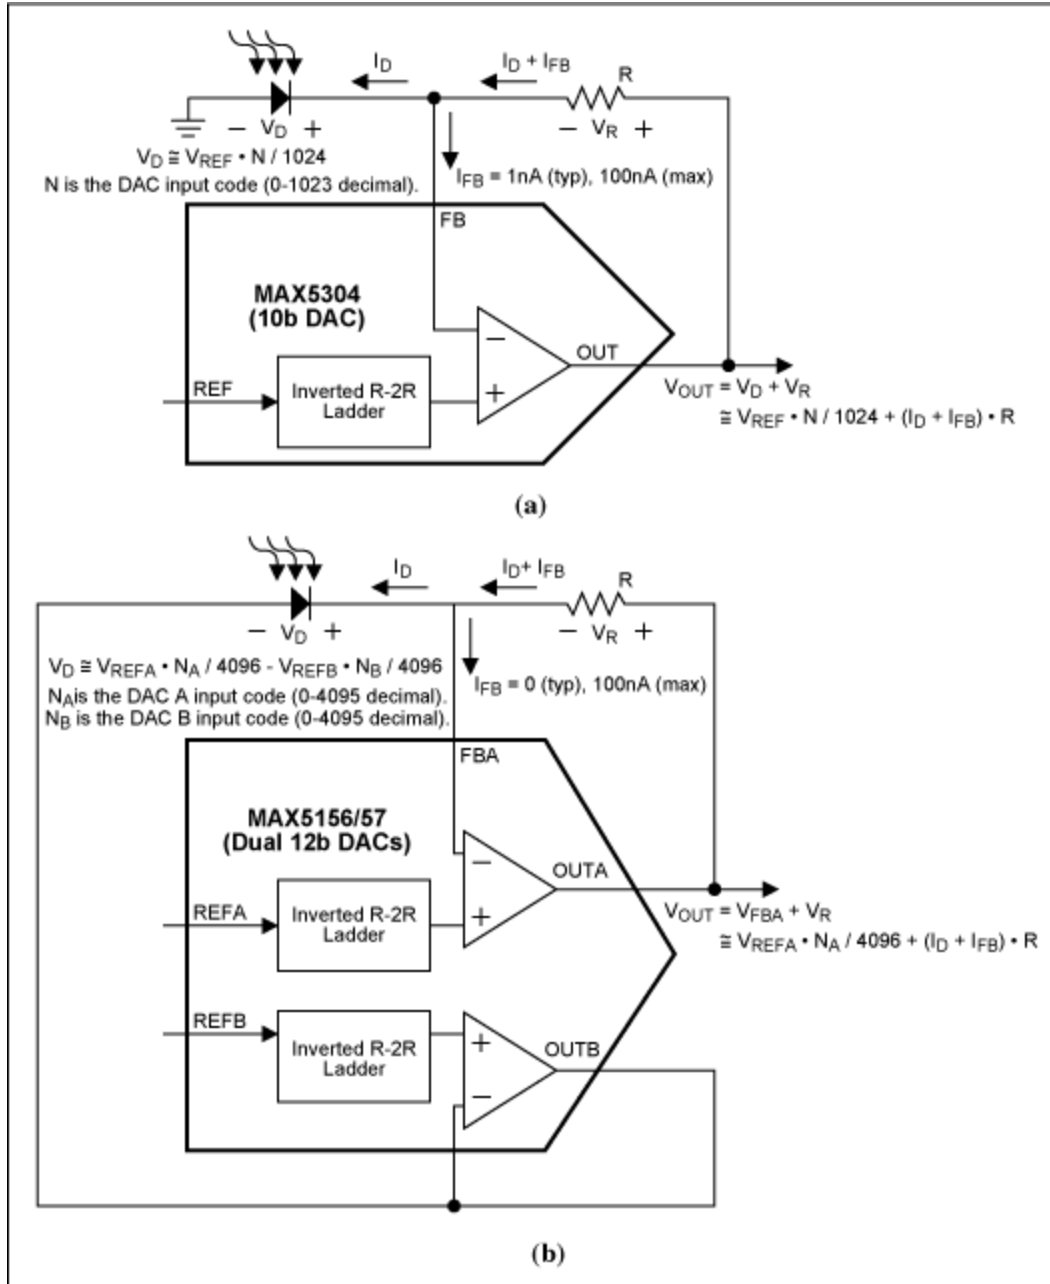 I_D
I_D + I_FB
R
− V_D +
− V_R +
V_D ≅ V_REF • N / 1024
N is the DAC input code (0-1023 decimal).
I_FB = 1nA (typ), 100nA (max)
FB
MAX5304
(10b DAC)
−
OUT
REF
Inverted R-2R
Ladder
+
V_OUT = V_D + V_R
≅ V_REF • N / 1024 + (I_D + I_FB) • R
(a)
I_D
I_D+ I_FB
R
− V_D +
− V_R +
V_D ≅ V_REFA • N_A / 4096 - V_REFB • N_B / 4096
N_Ais the DAC A input code (0-4095 decimal).
N_B is the DAC B input code (0-4095 decimal).
I_FB = 0 (typ), 100nA (max)
FBA
MAX5156/57
(Dual 12b DACs)
−
OUTA
REFA
Inverted R-2R
Ladder
+
V_OUT = V_FBA + V_R
≅ V_REFA • N_A / 4096 + (I_D + I_FB) • R
REFB
Inverted R-2R
Ladder
+
OUTB
−
(b)